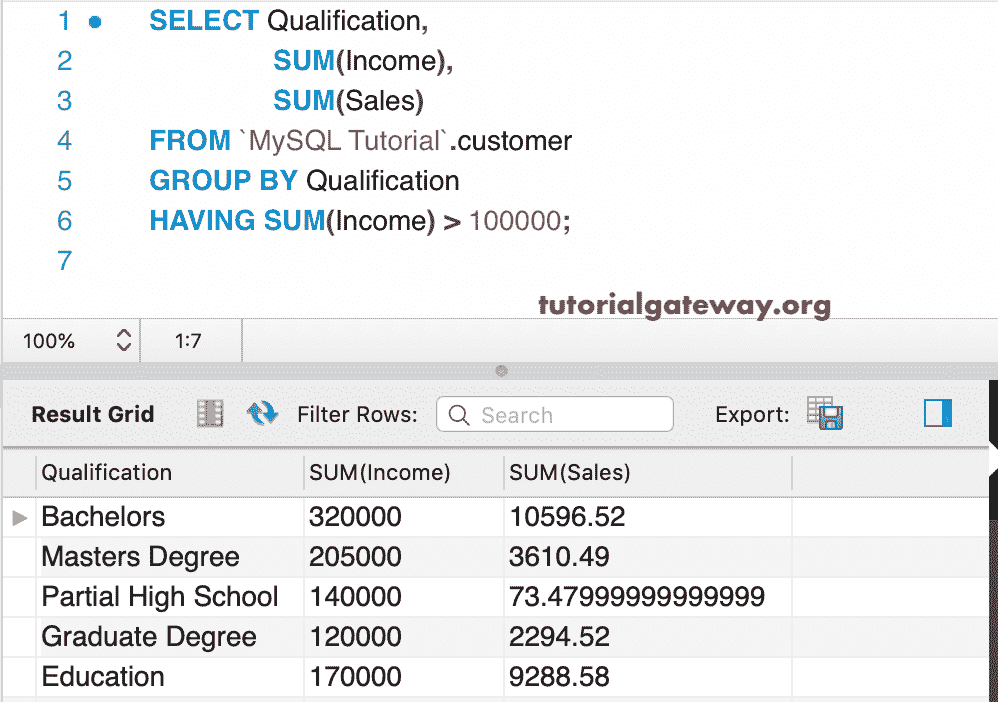 1 SELECT Qualification,
2 SUM(Income),
3 SUM(Sales)
4 FROM `MySQL Tutorial`.customer
5 GROUP BY Qualification
6 HAVING SUM(Income) > 100000;
7
tutorialgateway.org
100% 1:7
Result Grid Filter Rows: Search Export:
Qualification SUM(Income) SUM(Sales)
Bachelors 320000 10596.52
Masters Degree 205000 3610.49
Partial High School 140000 73.47999999999999
Graduate Degree 120000 2294.52
Education 170000 9288.58